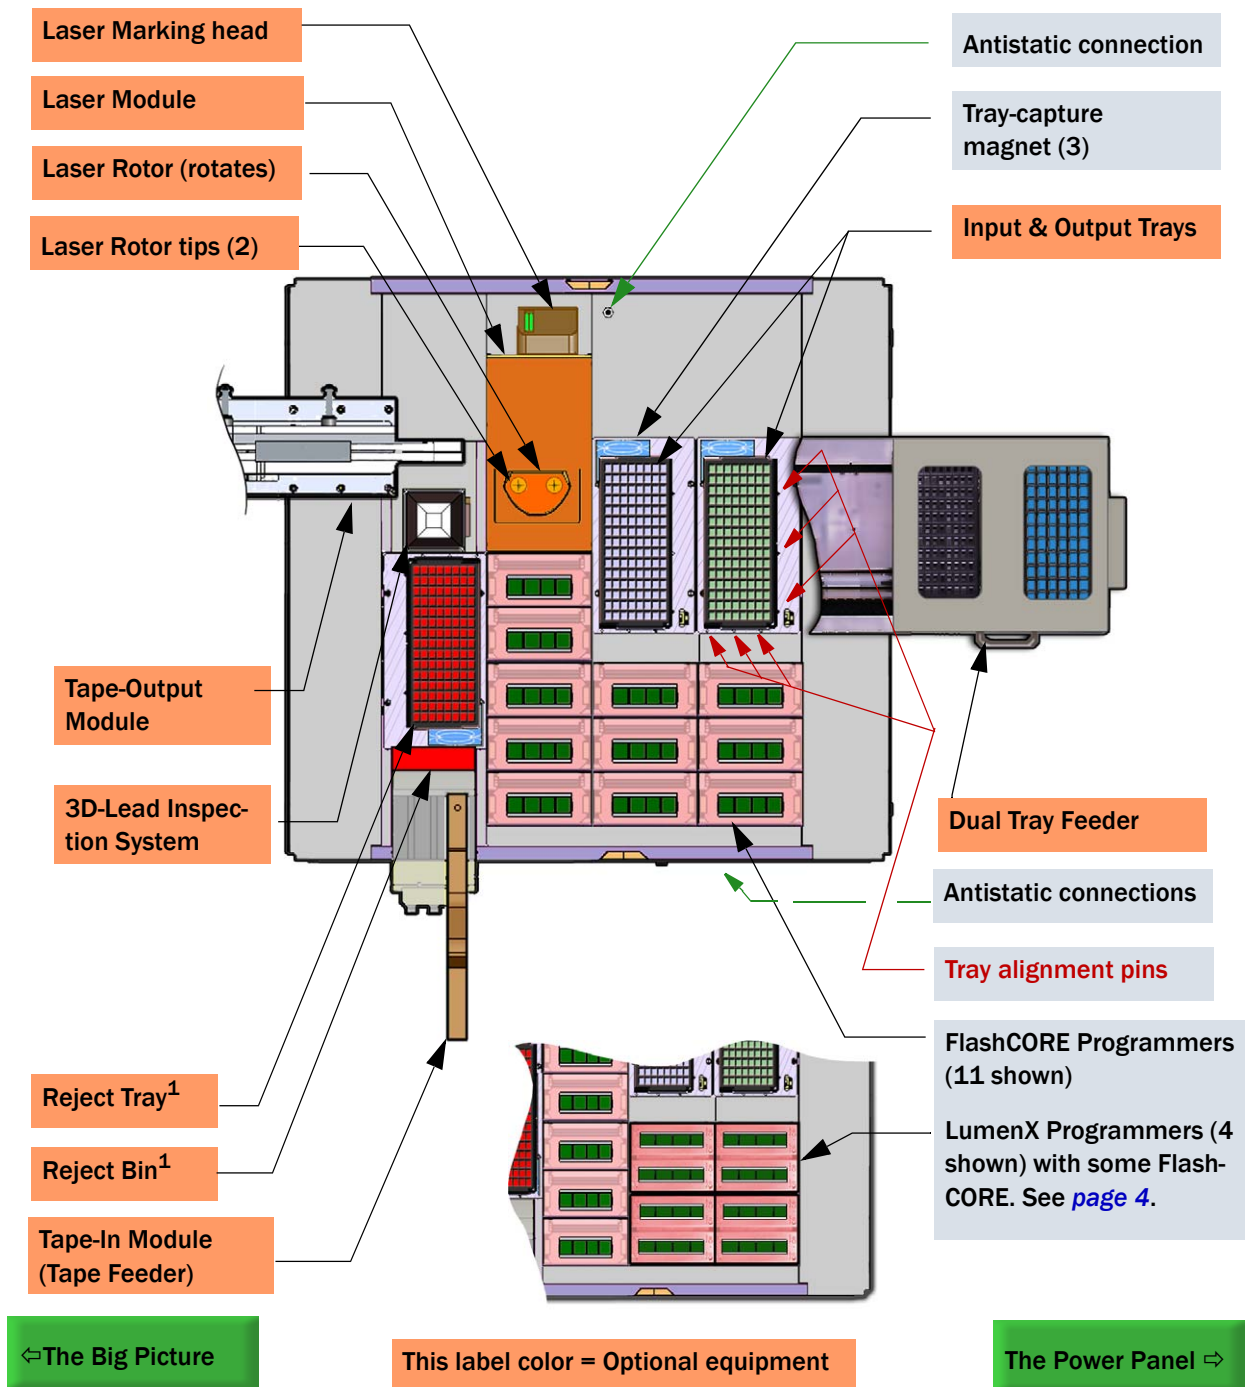 Laser Marking head
Laser Module
Laser Rotor (rotates)
Laser Rotor tips (2)
Antistatic connection
Tray-capture
magnet (3)
Input & Output Trays
Tape-Output
Module
3D-Lead Inspec-
tion System
Dual Tray Feeder
Antistatic connections
Tray alignment pins
FlashCORE Programmers
(11 shown)
LumenX Programmers (4
shown) with some Flash-
CORE. See page 4.
Reject Tray1
Reject Bin1
Tape-In Module
(Tape Feeder)
⇦The Big Picture
This label color = Optional equipment
The Power Panel ⇨